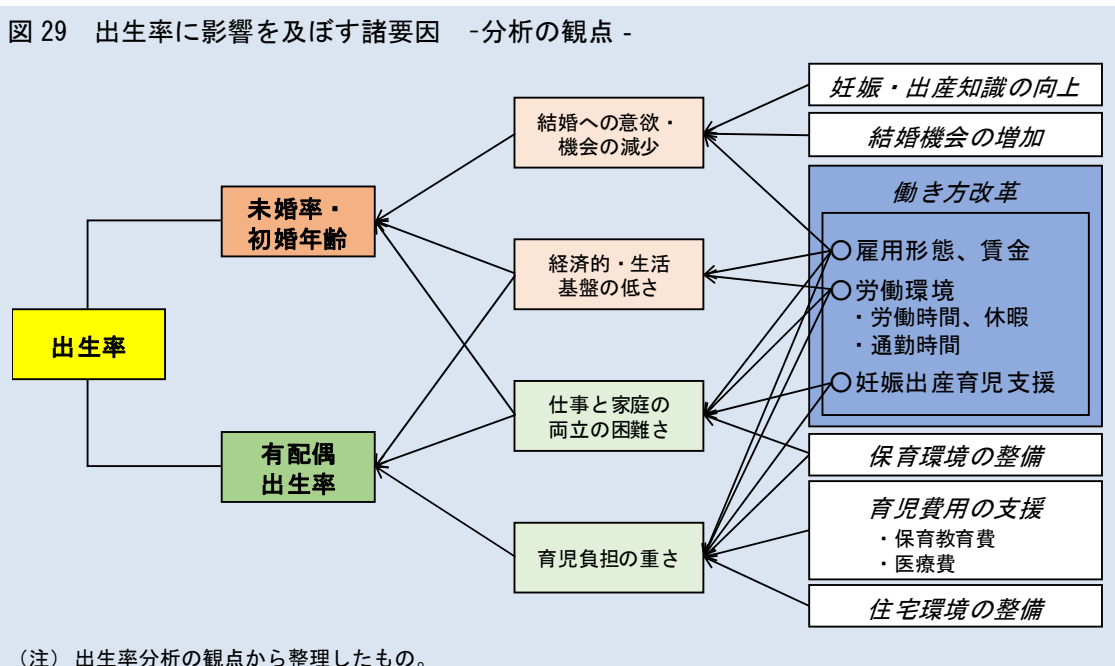 図 29 出生率に影響を及ぼす諸要因 -分析の観点 -
妊娠・出産知識の向上
結婚への意欲・
機会の減少
結婚機会の増加
働き方改革
未婚率・
初婚年齢
○雇用形態、賃金
経済的・生活
基盤の低さ
○労働環境
・労働時間、休暇
・通勤時間
出生率
○妊娠出産育児支援
仕事と家庭の
両立の困難さ
保育環境の整備
有配偶
出生率
育児費用の支援
・保育教育費
・医療費
育児負担の重さ
住宅環境の整備
（注） 出生率分析の観点から整理したもの。